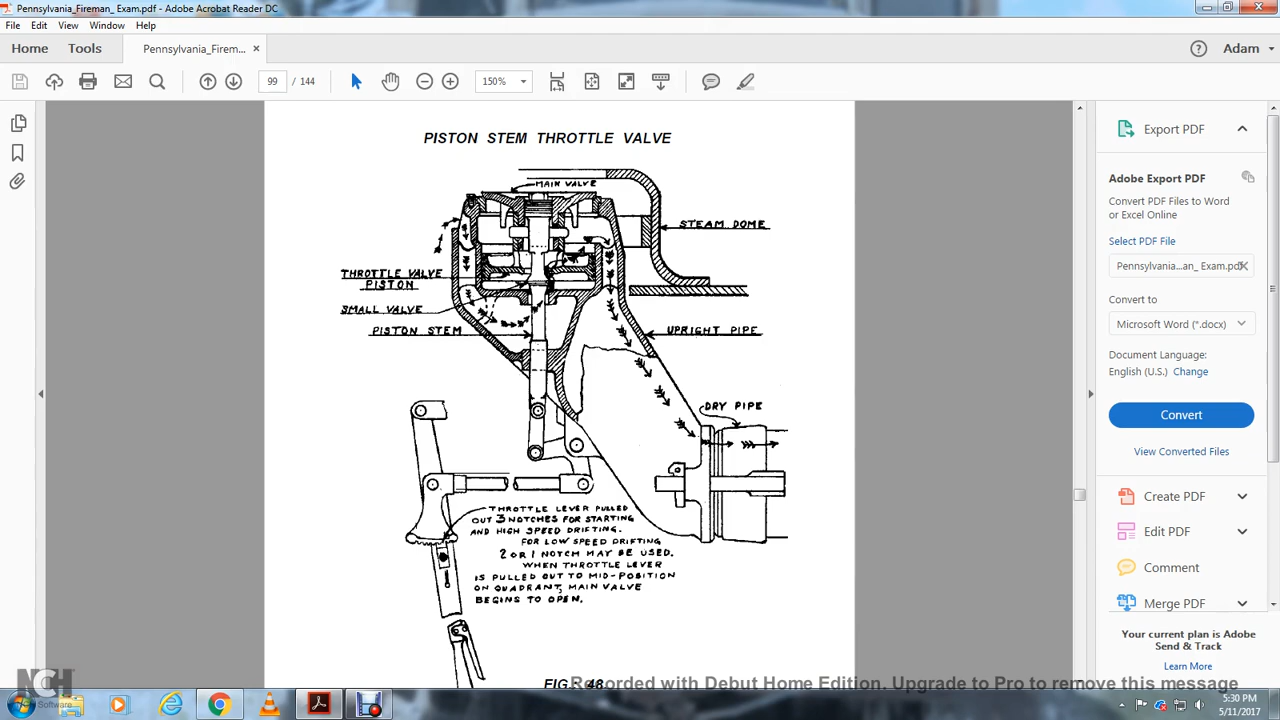 Pennsylvania_Fireman_ Exam.pdf - Adobe Acrobat Reader DC
File Edit View Window Help
Home Tools Pennsylvania_Firem... × Adam
99 / 144 150%
PISTON STEM THROTTLE VALVE
MAIN VALVE
STEAM DOME
THROTTLE VALVE
PISTON
SMALL VALVE
PISTON STEM
UPRIGHT PIPE
DRY PIPE
THROTTLE LEVER PULLED
OUT 3 NOTCHES FOR STARTING
AND HIGH SPEED DRIFTING.
FOR LOW SPEED DRIFTING
2 OR 1 NOTCH MAY BE USED.
WHEN THROTTLE LEVER
IS PULLED OUT TO MID-POSITION
ON QUADRANT, MAIN VALVE
BEGINS TO OPEN.
Export PDF
Adobe Export PDF
Convert PDF Files to Word
or Excel Online
Select PDF File
Pennsylvania...an_ Exam.pdf
Convert to
Microsoft Word (*.docx)
Document Language:
English (U.S.) Change
Convert
View Converted Files
Create PDF
Edit PDF
Comment
Merge PDF
Your current plan is Adobe
Send & Track
Learn More
FIG. 48
Recorded with Debut Home Edition. Upgrade to Pro to remove this message
NCH
Software
5:30 PM
5/11/2017